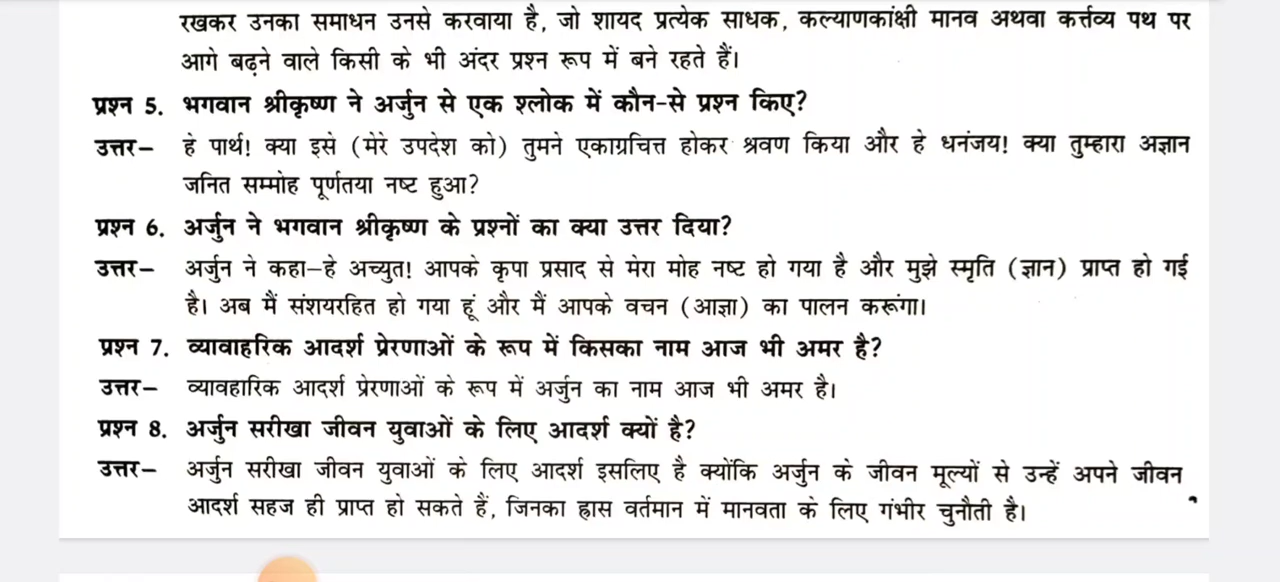 रखकर उनका समाधान उनसे करवाया है, जो शायद प्रत्येक साधक, कल्याणकांक्षी मानव अथवा कर्त्तव्य पथ पर
आगे बढ़ने वाले किसी के भी अंदर प्रश्न रूप में बने रहते हैं।
प्रश्न 5. भगवान श्रीकृष्ण ने अर्जुन से एक श्लोक में कौन-से प्रश्न किए?
उत्तर– हे पार्थ! क्या इसे (मेरे उपदेश को) तुमने एकाग्रचित्त होकर श्रवण किया और हे धनंजय! क्या तुम्हारा अज्ञान
जनित सम्मोह पूर्णतया नष्ट हुआ?
प्रश्न 6. अर्जुन ने भगवान श्रीकृष्ण के प्रश्नों का क्या उत्तर दिया?
उत्तर– अर्जुन ने कहा–हे अच्युत! आपके कृपा प्रसाद से मेरा मोह नष्ट हो गया है और मुझे स्मृति (ज्ञान) प्राप्त हो गई
है। अब मैं संशयरहित हो गया हूं और मैं आपके वचन (आज्ञा) का पालन करूंगा।
प्रश्न 7. व्यावाहरिक आदर्श प्रेरणाओं के रूप में किसका नाम आज भी अमर है?
उत्तर– व्यावहारिक आदर्श प्रेरणाओं के रूप में अर्जुन का नाम आज भी अमर है।
प्रश्न 8. अर्जुन सरीखा जीवन युवाओं के लिए आदर्श क्यों है?
उत्तर– अर्जुन सरीखा जीवन युवाओं के लिए आदर्श इसलिए है क्योंकि अर्जुन के जीवन मूल्यों से उन्हें अपने जीवन
आदर्श सहज ही प्राप्त हो सकते हैं, जिनका ह्रास वर्तमान में मानवता के लिए गंभीर चुनौती है।